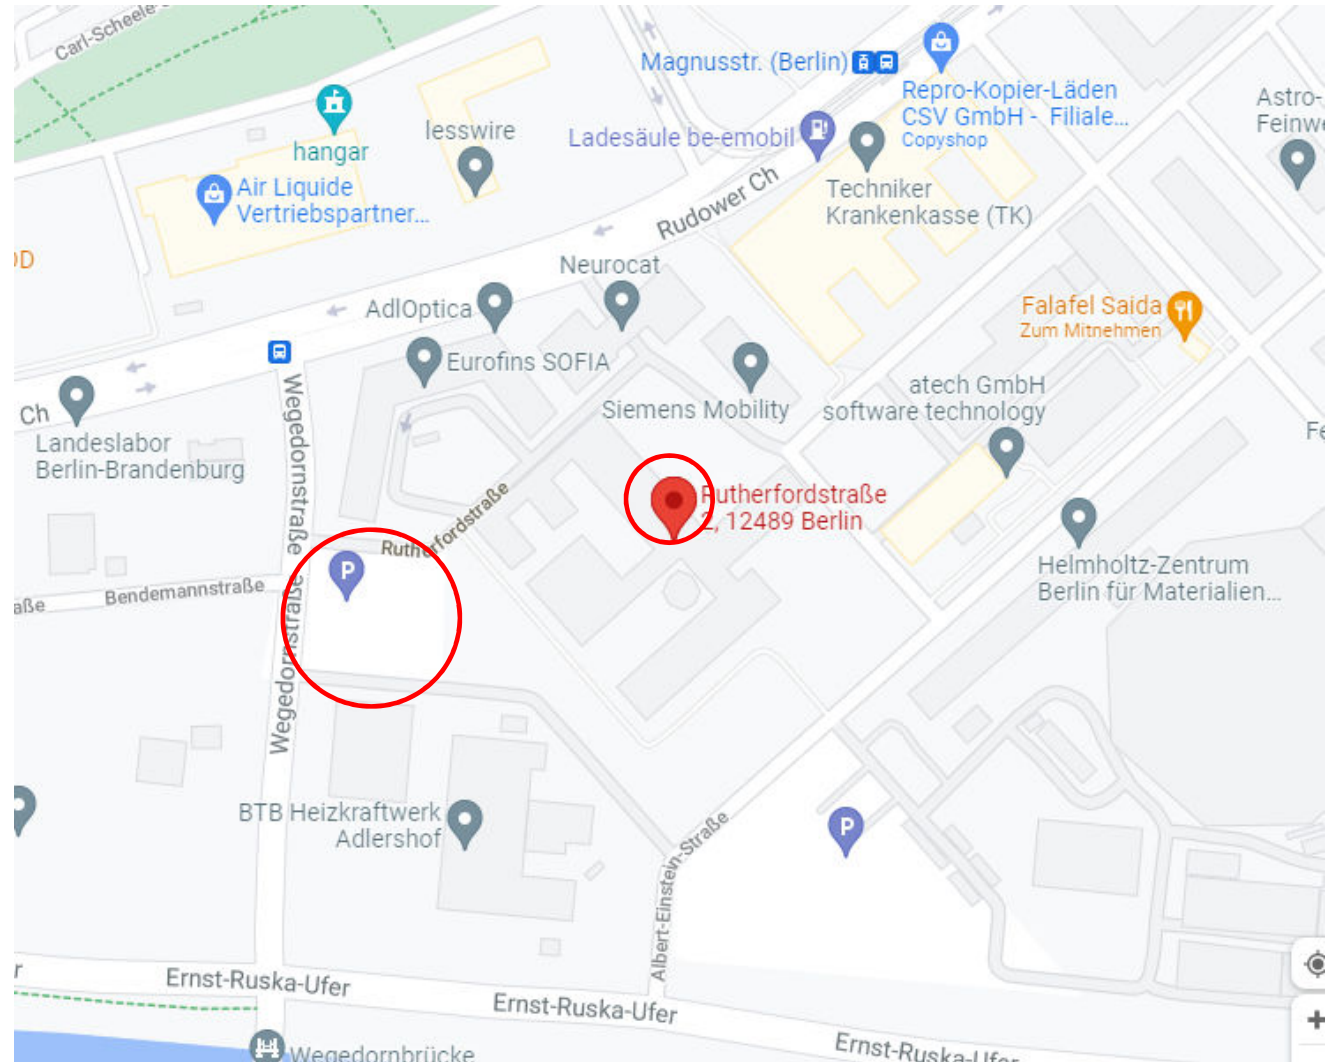 Carl-Scheele-
Magnusstr. (Berlin)
Repro-Kopier-Läden
CSV GmbH - Filiale...
Copyshop
Astro-
Feinwe
hangar
lesswire
Ladesäule be-emobil
Air Liquide
Vertriebspartner...
Techniker
Krankenkasse (TK)
Rudower Ch
Neurocat
AdlOptica
Falafel Saida
Zum Mitnehmen
Eurofins SOFIA
Siemens Mobility
atech GmbH
software technology
Ch
Landeslabor
Berlin-Brandenburg
Fe
Wegedornstraße
Rutherfordstraße
2, 12489 Berlin
Rutherfordstraße
P
Helmholtz-Zentrum
Berlin für Materialien...
aße
Bendemannstraße
Wegedornstraße
BTB Heizkraftwerk
Adlershof
P
Albert-Einstein-Straße
r
Ernst-Ruska-Ufer
Ernst-Ruska-Ufer
Ernst-Ruska-Ufer
Wegedornbrücke